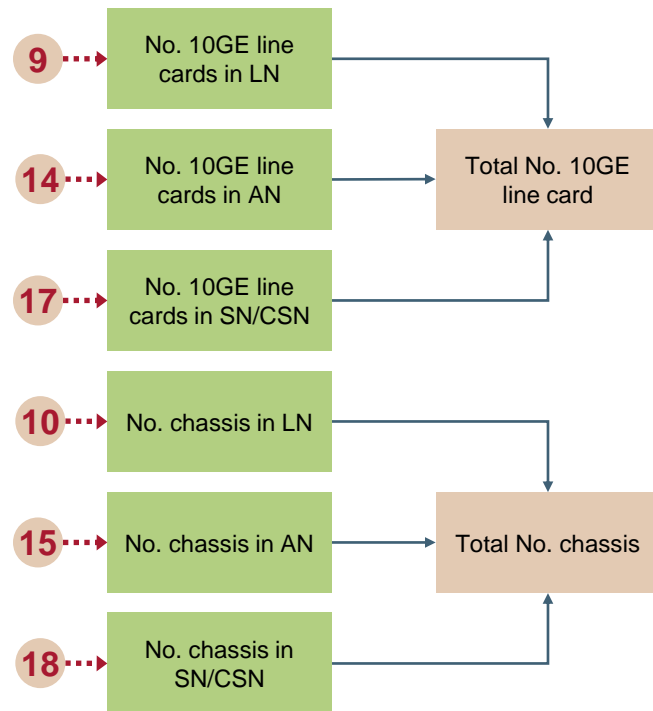 9
No. 10GE line
cards in LN
14
No. 10GE line
cards in AN
Total No. 10GE
line card
17
No. 10GE line
cards in SN/CSN
10
No. chassis in LN
15
No. chassis in AN
Total No. chassis
18
No. chassis in
SN/CSN